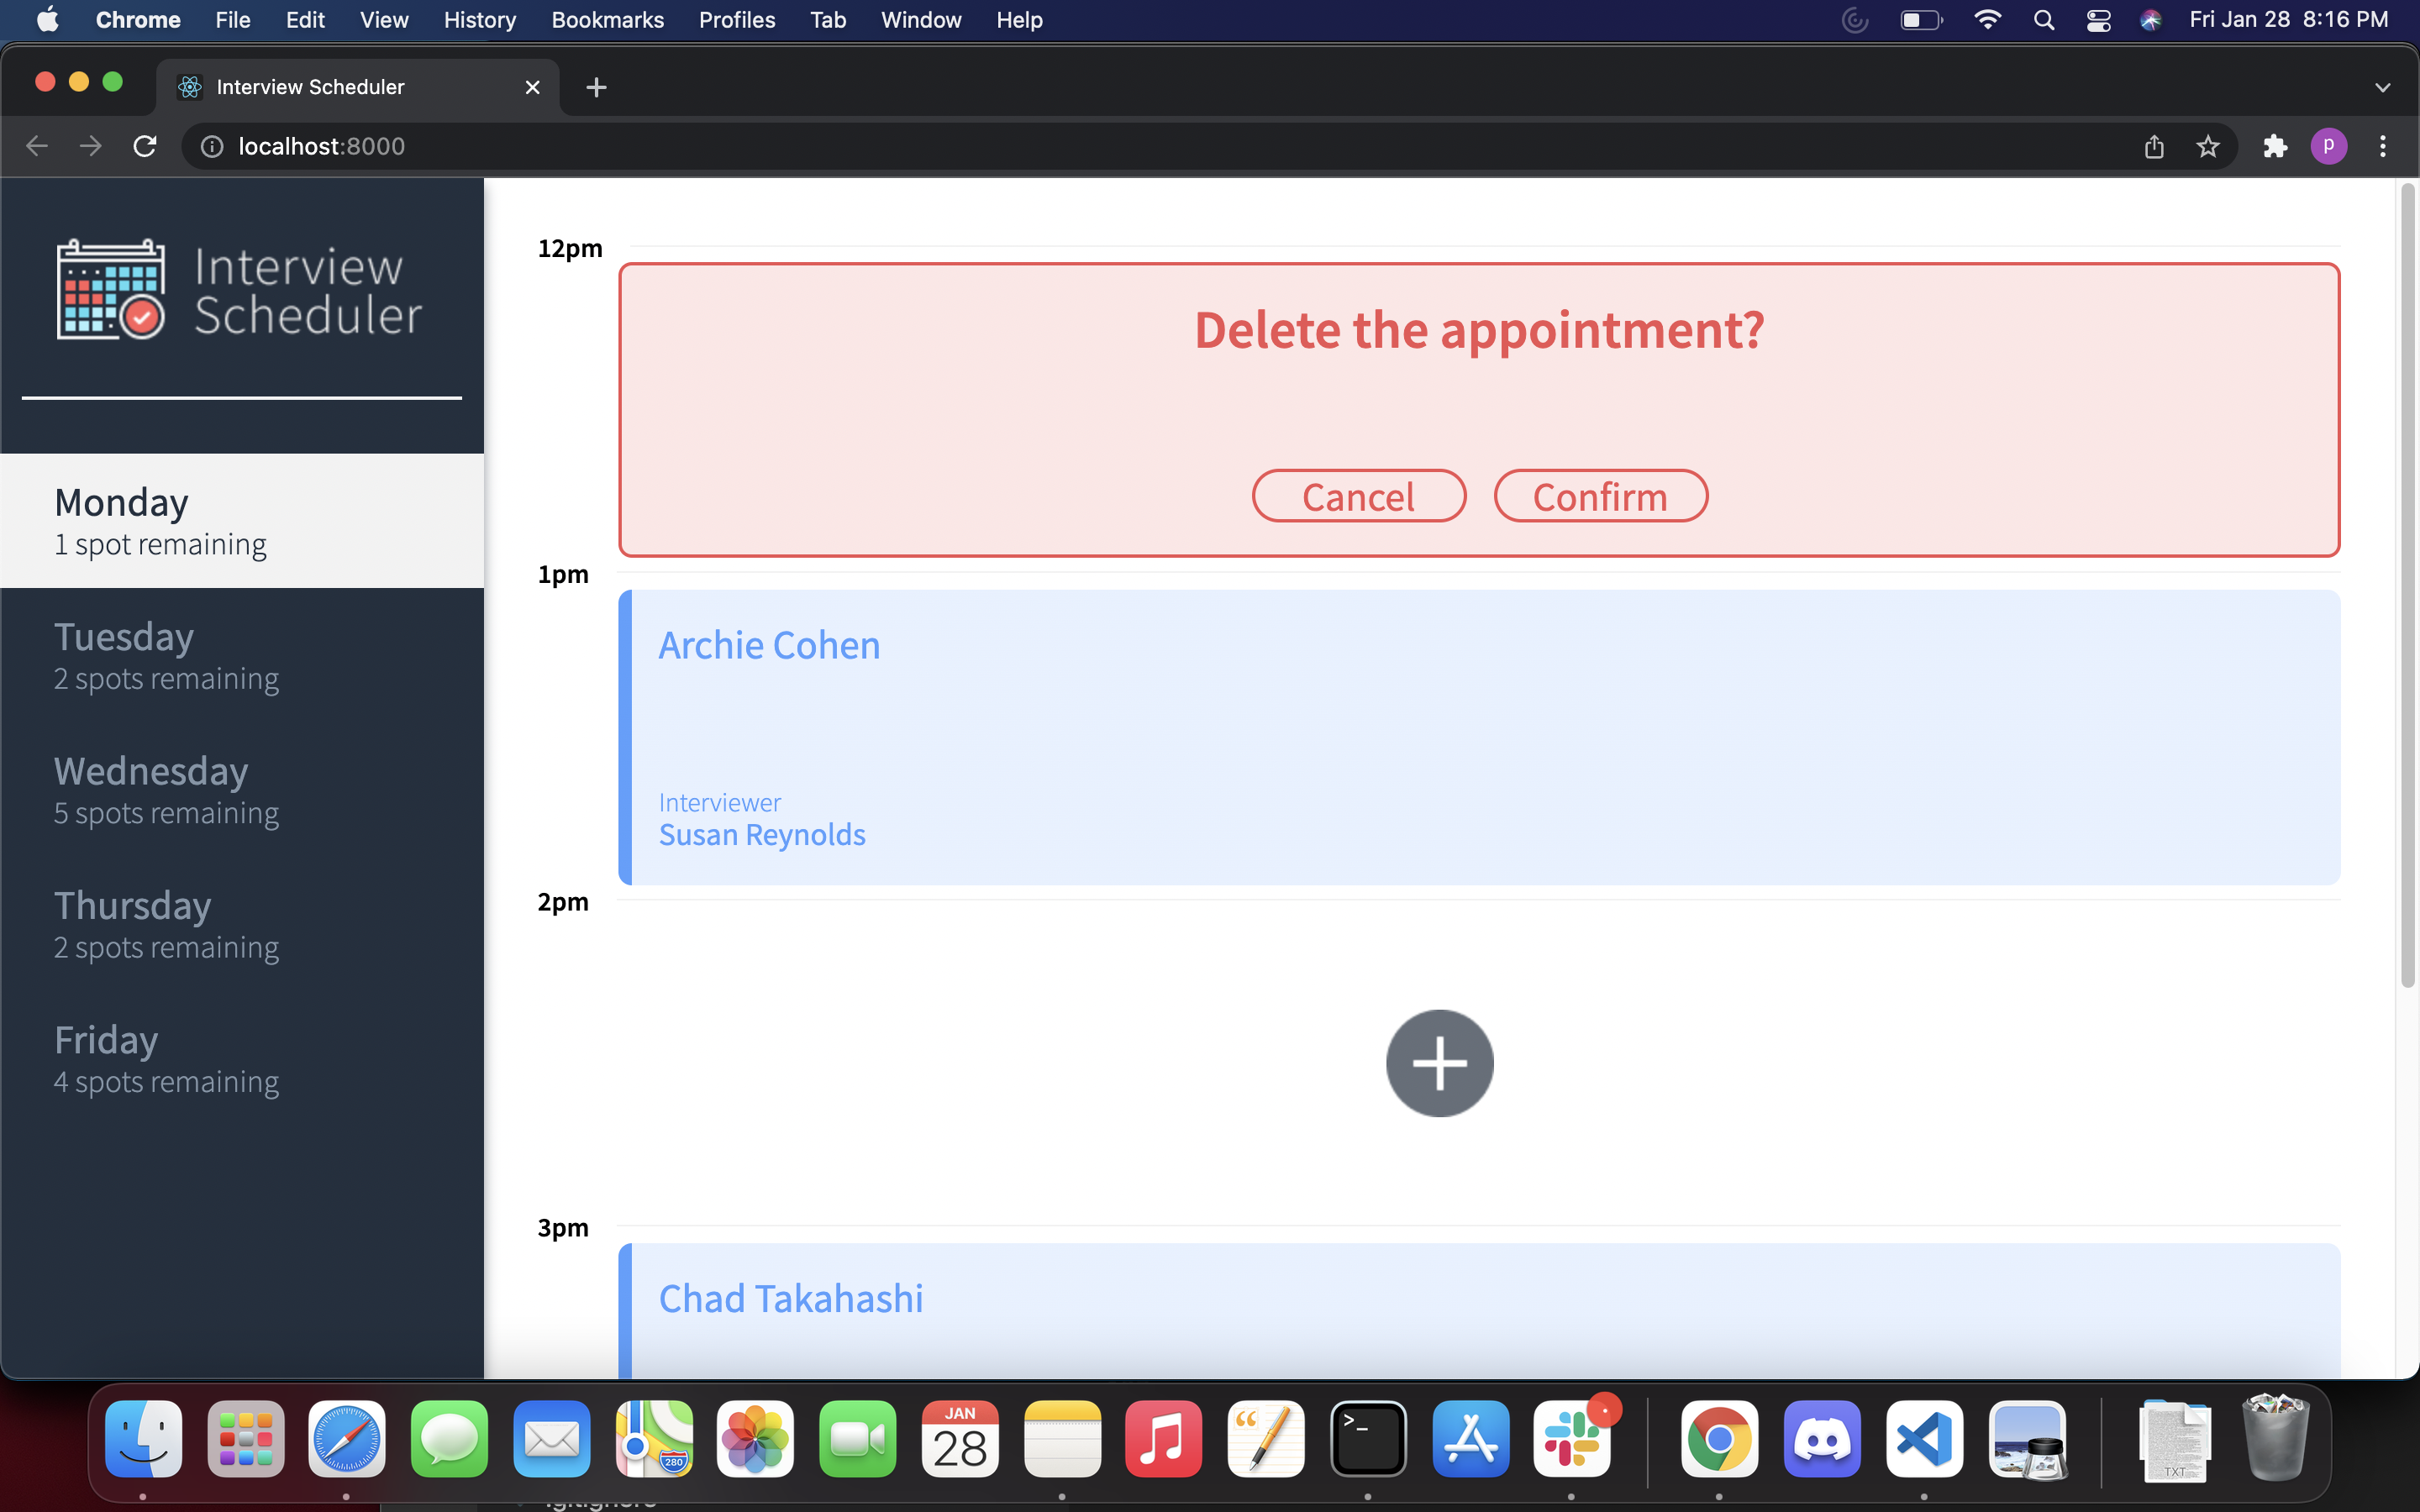 Chrome File Edit View History Bookmarks Profiles Tab Window Help Fri Jan 28 8:16 PM
Interview Scheduler
localhost:8000
p
Interview
Scheduler
Monday
1 spot remaining
Tuesday
2 spots remaining
Wednesday
5 spots remaining
Thursday
2 spots remaining
Friday
4 spots remaining
12pm
Delete the appointment?
Cancel Confirm
1pm
Archie Cohen
Interviewer
Susan Reynolds
2pm
3pm
Chad Takahashi
280
JAN
28
>_
TXT